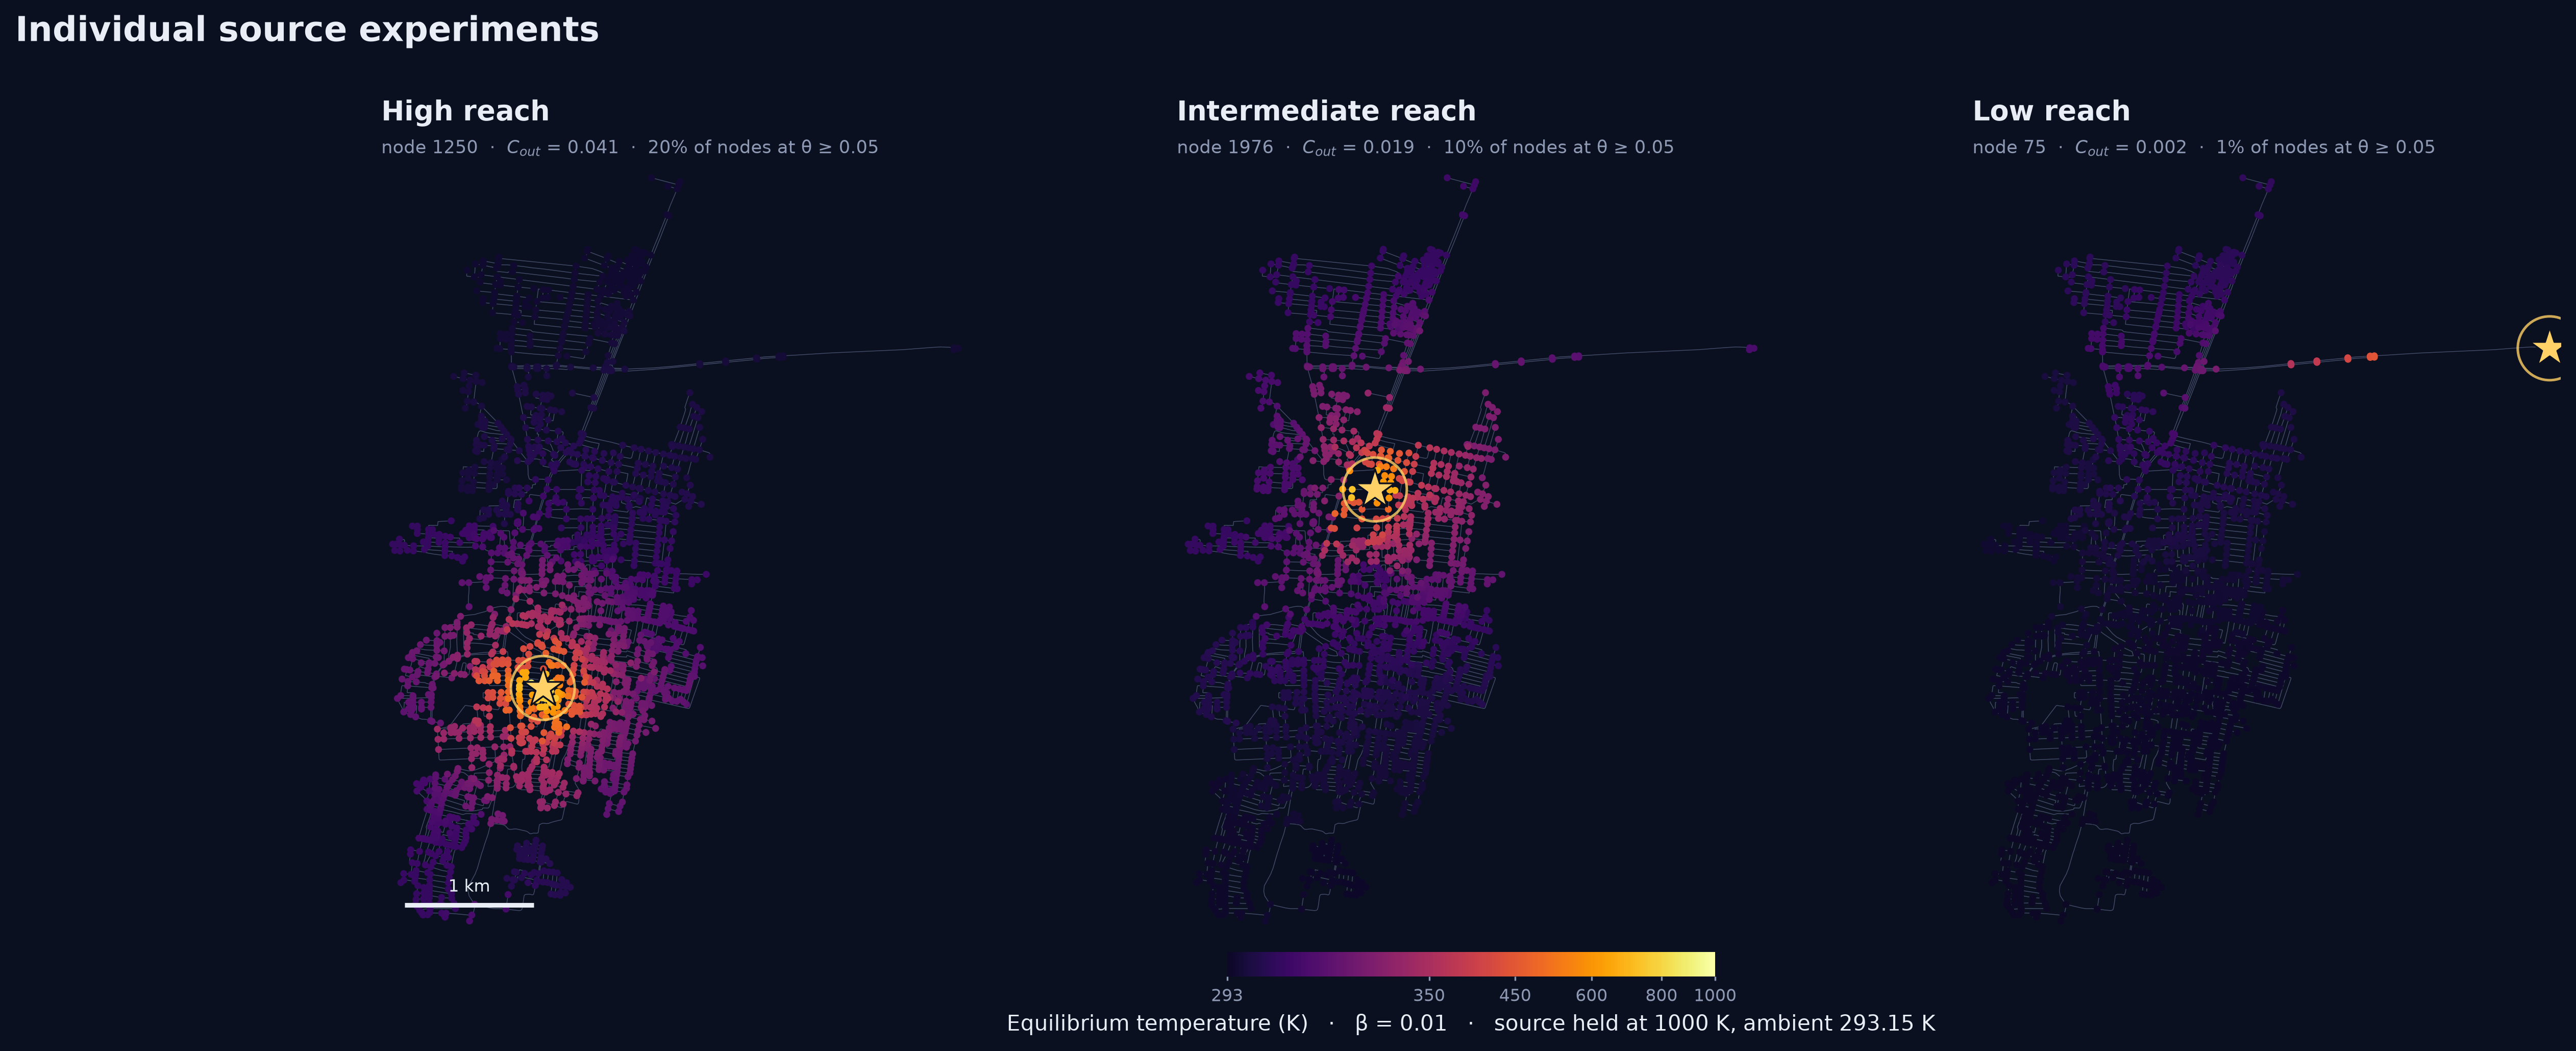 Individual source experiments
High reach
node 1250 · C_out = 0.041 · 20% of nodes at θ ≥ 0.05
Intermediate reach
node 1976 · C_out = 0.019 · 10% of nodes at θ ≥ 0.05
Low reach
node 75 · C_out = 0.002 · 1% of nodes at θ ≥ 0.05
1 km
293 350 450 600 800 1000
Equilibrium temperature (K) · β = 0.01 · source held at 1000 K, ambient 293.15 K